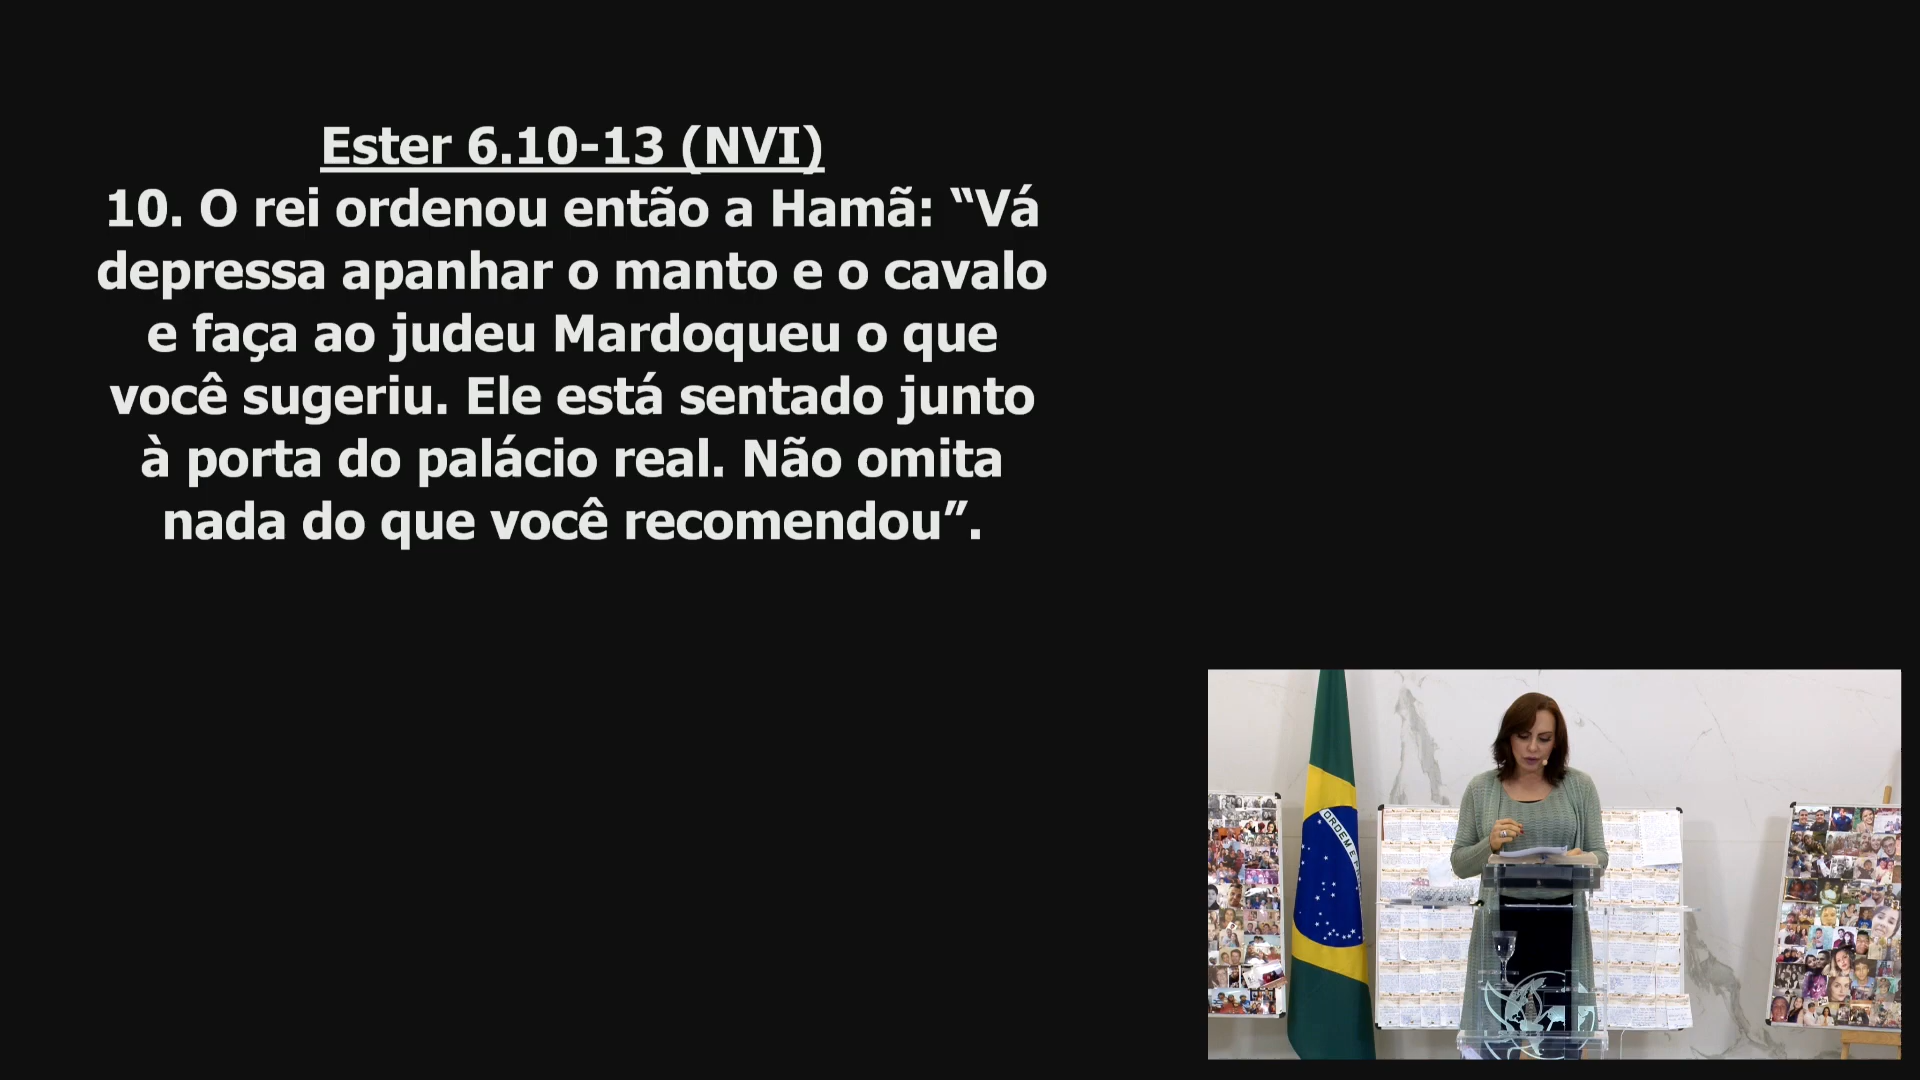 Ester 6.10-13 (NVI)
10. O rei ordenou então a Hamã: “Vá
depressa apanhar o manto e o cavalo
e faça ao judeu Mardoqueu o que
você sugeriu. Ele está sentado junto
à porta do palácio real. Não omita
nada do que você recomendou”.
ORDEM E